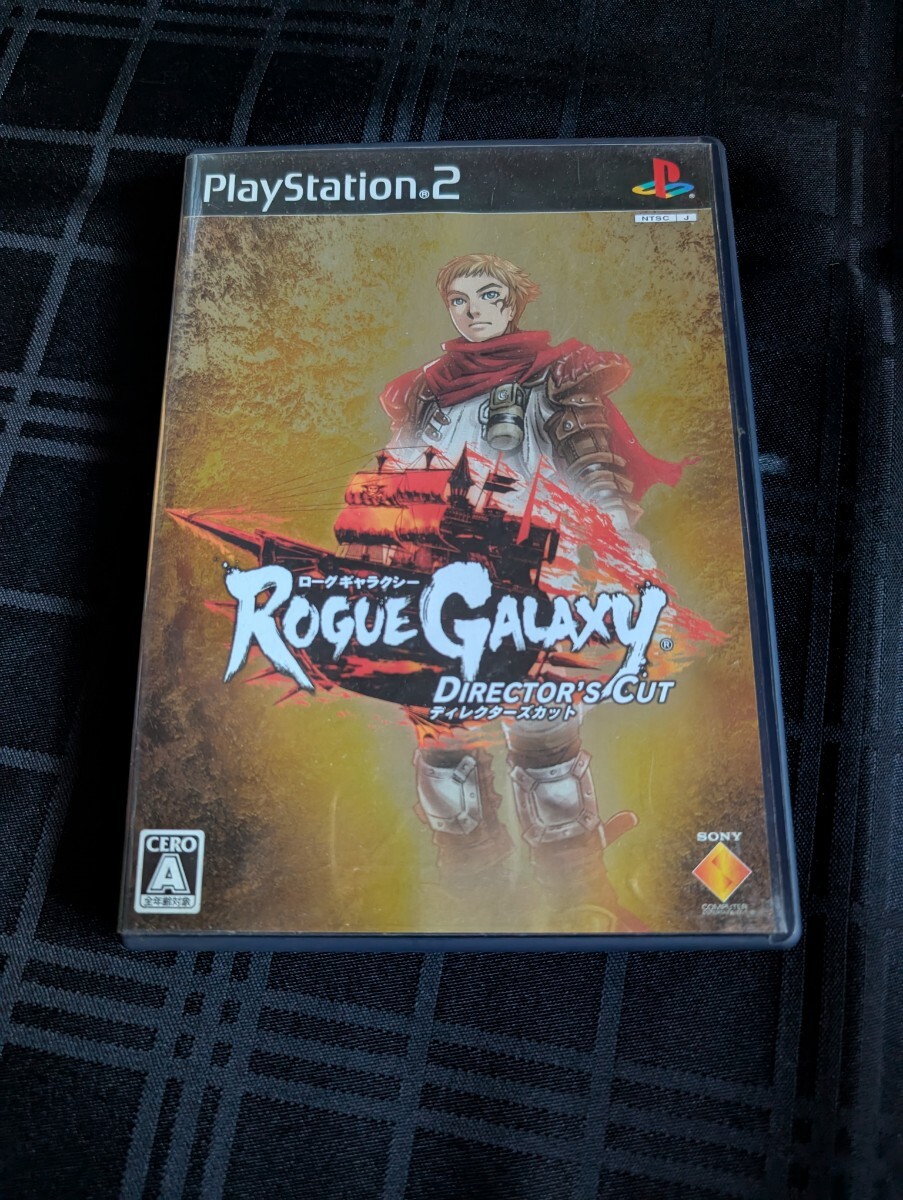 PlayStation®2
NTSC J
ローグギャラクシー
ROGUE GALAXY®
DIRECTOR'S CUT
ディレクターズカット
CERO
A
全年齢対象
SONY
COMPUTER